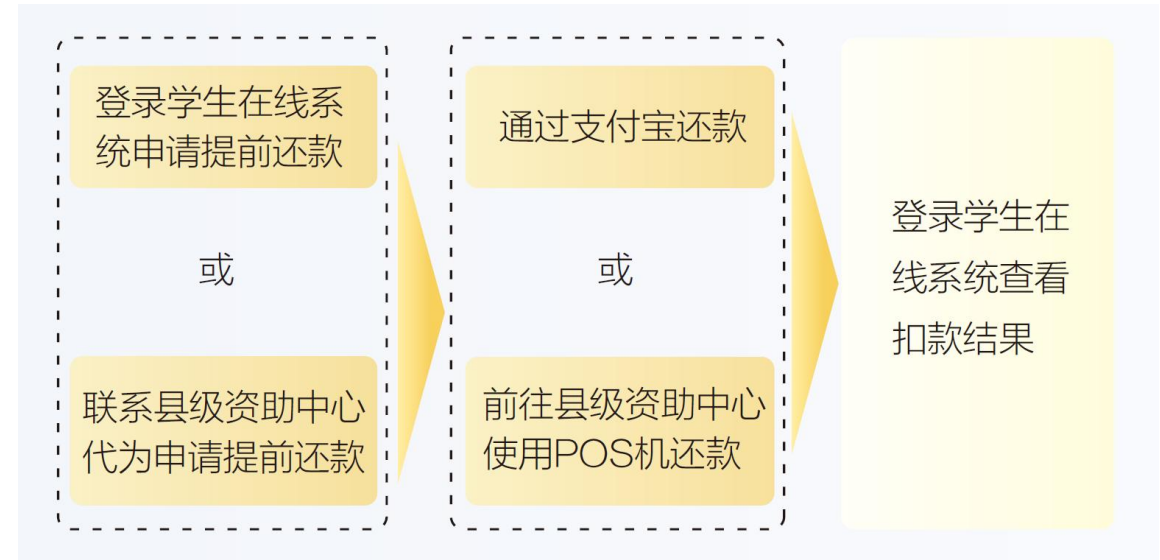 登录学生在线系
统申请提前还款
或
联系县级资助中心
代为申请提前还款
通过支付宝还款
或
前往县级资助中心
使用POS机还款
登录学生在
线系统查看
扣款结果